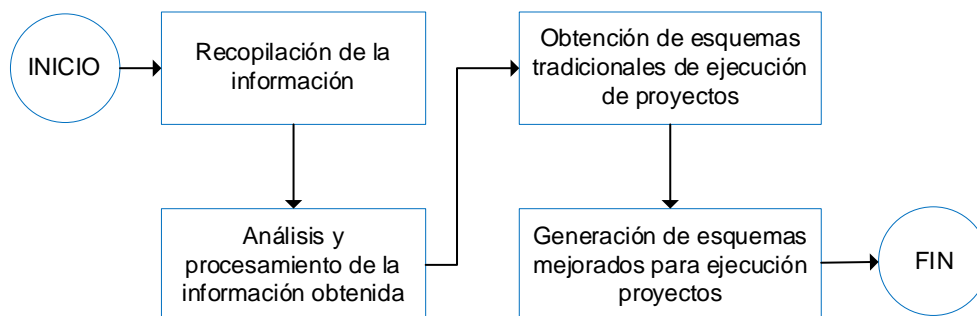 INICIO
Recopilación de la
información
Análisis y
procesamiento de la
información obtenida
Obtención de esquemas
tradicionales de ejecución
de proyectos
Generación de esquemas
mejorados para ejecución
proyectos
FIN